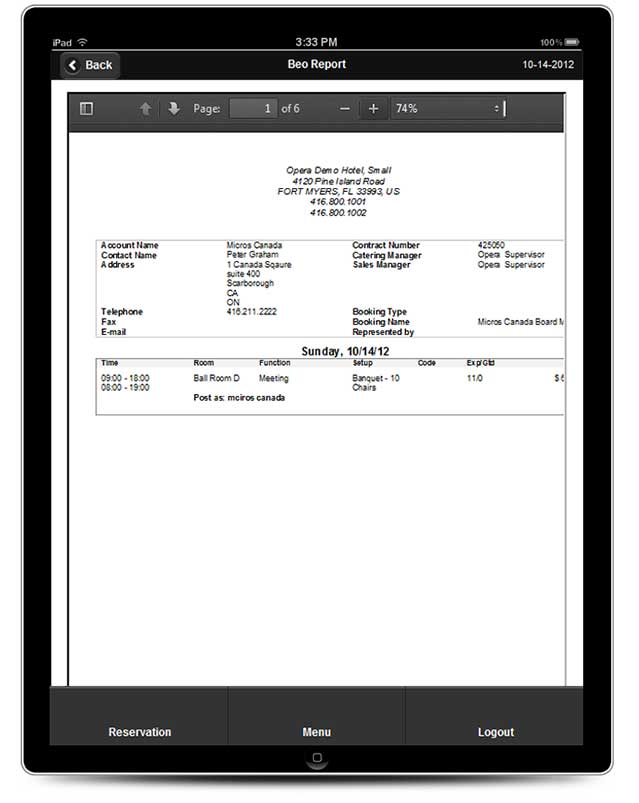 iPad 3:33 PM 100%
Back Beo Report 10-14-2012
Page: 1 of 6 74%
Opera Demo Hotel, Small
4120 Pine Island Road
FORT MYERS, FL 33993, US
416.800.1001
416.800.1002
Account Name Micros Canada Contract Number 425050
Contact Name Peter Graham Catering Manager Opera Supervisor
Address 1 Canada Sqaure Sales Manager Opera Supervisor
suite 400
Scarborough
CA
ON
Telephone 416.211.2222 Booking Type
Fax Booking Name Micros Canada Board M
E-mail Represented by
Sunday, 10/14/12
Time Room Function Setup Code Exp/Gtd
09:00 - 18:00 Ball Room D Meeting Banquet - 10 11/0 $
08:00 - 19:00 Chairs
Post as: mciros canada
Reservation Menu Logout